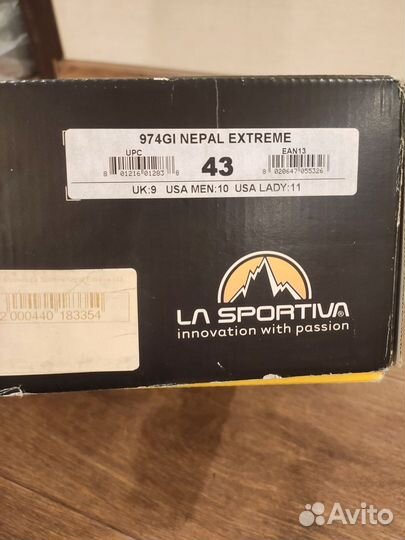 974GI NEPAL EXTREME
UPC
8 01216 01283 8
43
EAN13
8 020647 055326
UK:9 USA MEN:10 USA LADY:11
LA SPORTIVA®
innovation with passion
2 000440 183354
Avito